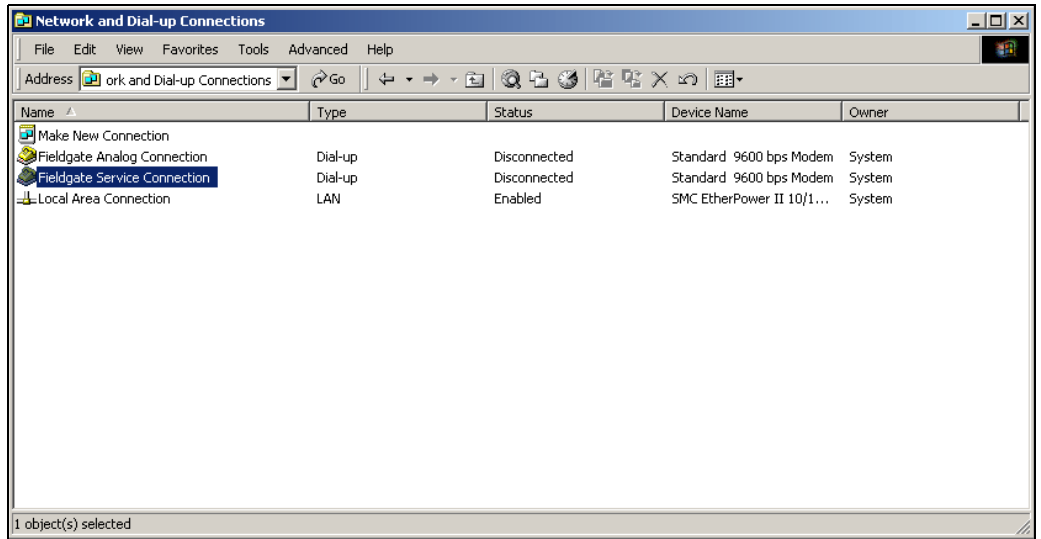 Network and Dial-up Connections
File Edit View Favorites Tools Advanced Help
Address ork and Dial-up Connections Go
Name Type Status Device Name Owner
Make New Connection
Fieldgate Analog Connection Dial-up Disconnected Standard 9600 bps Modem System
Fieldgate Service Connection Dial-up Disconnected Standard 9600 bps Modem System
Local Area Connection LAN Enabled SMC EtherPower II 10/1... System
1 object(s) selected